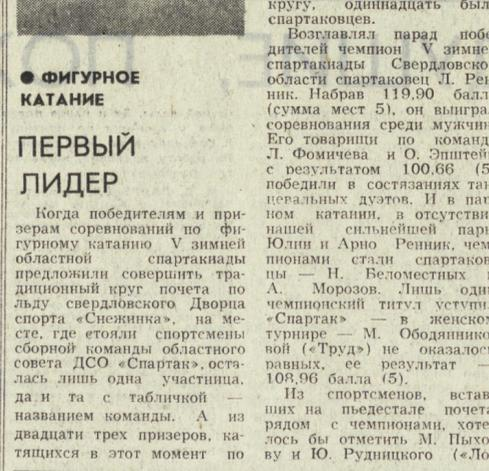 ● ФИГУРНОЕ
КАТАНИЕ
ПЕРВЫЙ
ЛИДЕР
Когда победителям и при-
зерам соревнований по фи-
гурному катанию V зимней
областной спартакиады
предложили совершить тра-
диционный круг почета по
льду свердловского Дворца
спорта «Снежинка», на ме-
сте, где стояли спортсмены
сборной команды областного
совета ДСО «Спартак», оста-
лась лишь одна участница,
да и та с табличкой —
названием команды. А из
двадцати трех призеров, ка-
тящихся в этот момент по
кругу, одиннадцать был
спартаковцев.
Возглавлял парад побе
дителей чемпион V зимне
спартакиады Свердловско
области спартаковец Л. Рен
ник. Набрав 119,90 балл
(сумма мест 5), он выигра
соревнования среди мужчин
Его товарищи по команд
Л. Фомичева и О. Эпштей
с результатом 100,66 (5
победили в состязаниях тан
цевальных дуэтов. И в пар
ном катании, в отсутстви
нашей сильнейшей пары
Юлии и Арно Ренник, чем
пионами стали спартаков
цы — Н. Беломестных
А. Морозов. Лишь оди
чемпионский титул уступи
«Спартак» — в женско
турнире — М. Ободяннико
вой («Труд») не оказалос
равных, ее результат —
108,96 балла (5).
Из спортсменов, встав
ших на пьедестале почета
рядом с чемпионами, хоте
лось бы отметить М. Пыхо
ву и Ю. Рудницкого («Ло